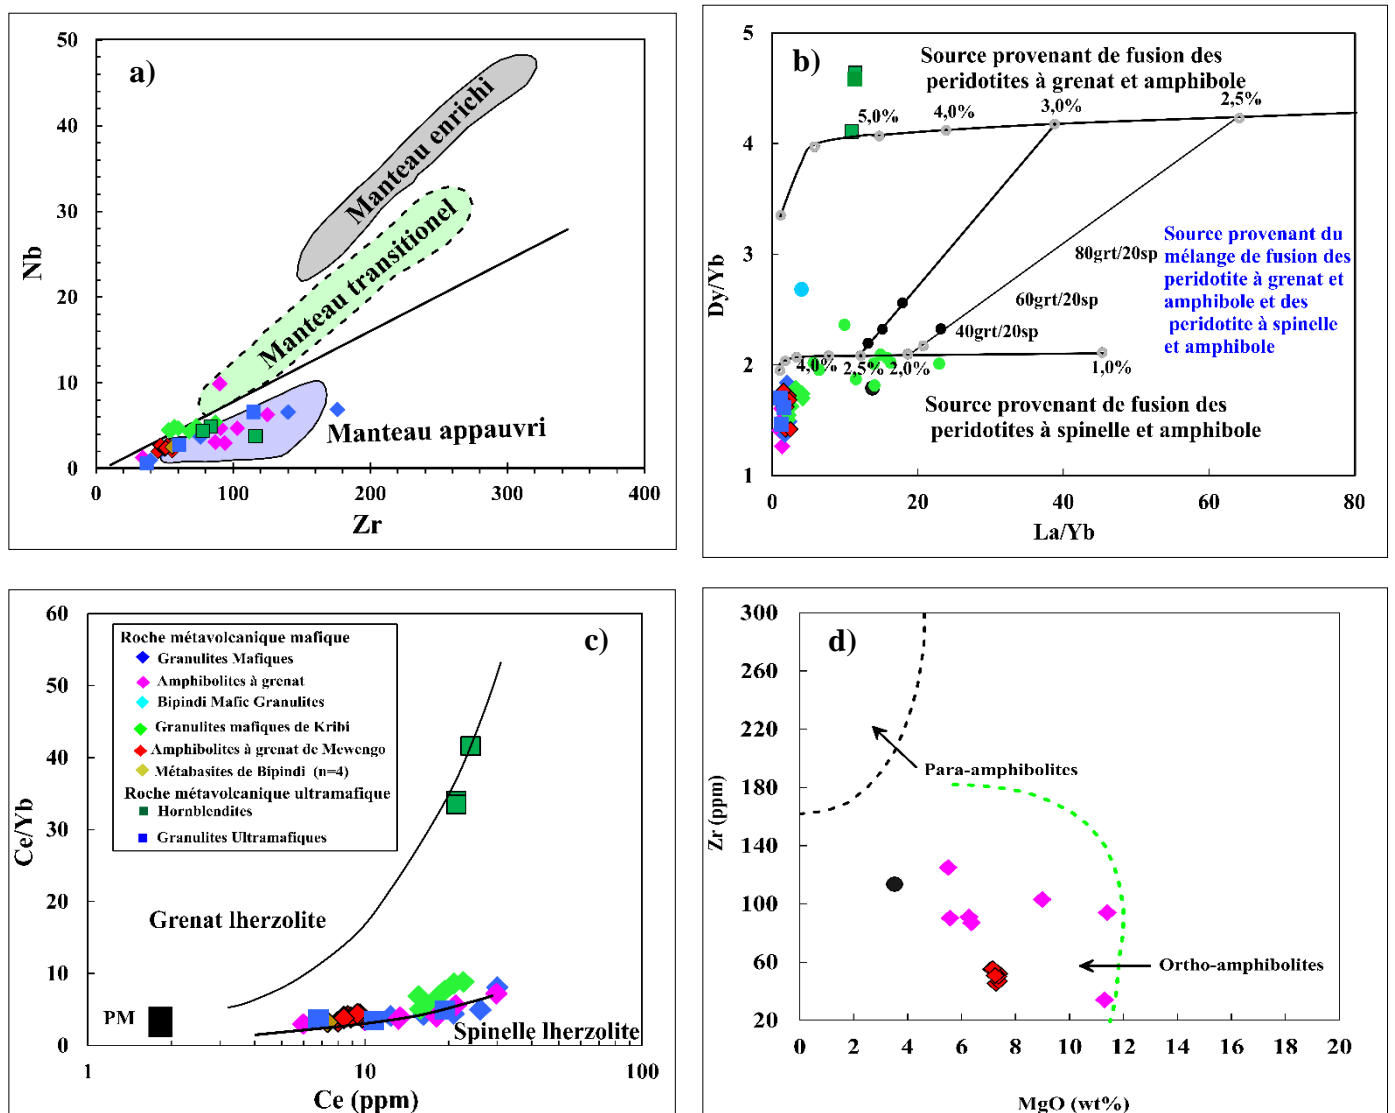 a)
50
40
30
20
10
0
Nb
Manteau enrichi
Manteau transitionel
Manteau appauvri
0
100
200
300
400
Zr
b)
5
4
3
2
1
Dy/Yb
Source provenant de fusion des
peridotites à grenat et amphibole
5,0%
4,0%
3,0%
2,5%
80grt/20sp
60grt/20sp
40grt/20sp
Source provenant du
mélange de fusion des
peridotite à grenat et
amphibole et des
peridotite à spinelle
et amphibole
4,0%
2,5%
2,0%
1,0%
Source provenant de fusion des
peridotites à spinelle et amphibole
0
20
40
60
80
La/Yb
c)
60
50
40
30
20
10
0
Ce/Yb
Roche métavolcanique mafique
Granulites Mafiques
Amphibolites à grenat
Bipindi Mafic Granulites
Granulites mafiques de Kribi
Amphibolites à grenat de Mewengo
Métabasites de Bipindi (n=4)
Roche métavolcanique ultramafique
Hornblendites
Granulites Ultramafiques
Grenat lherzolite
PM
Spinelle lherzolite
1
10
100
Ce (ppm)
d)
300
260
220
180
140
100
60
20
Zr (ppm)
Para-amphibolites
Ortho-amphibolites
0
2
4
6
8
10
12
14
16
18
20
MgO (wt%)